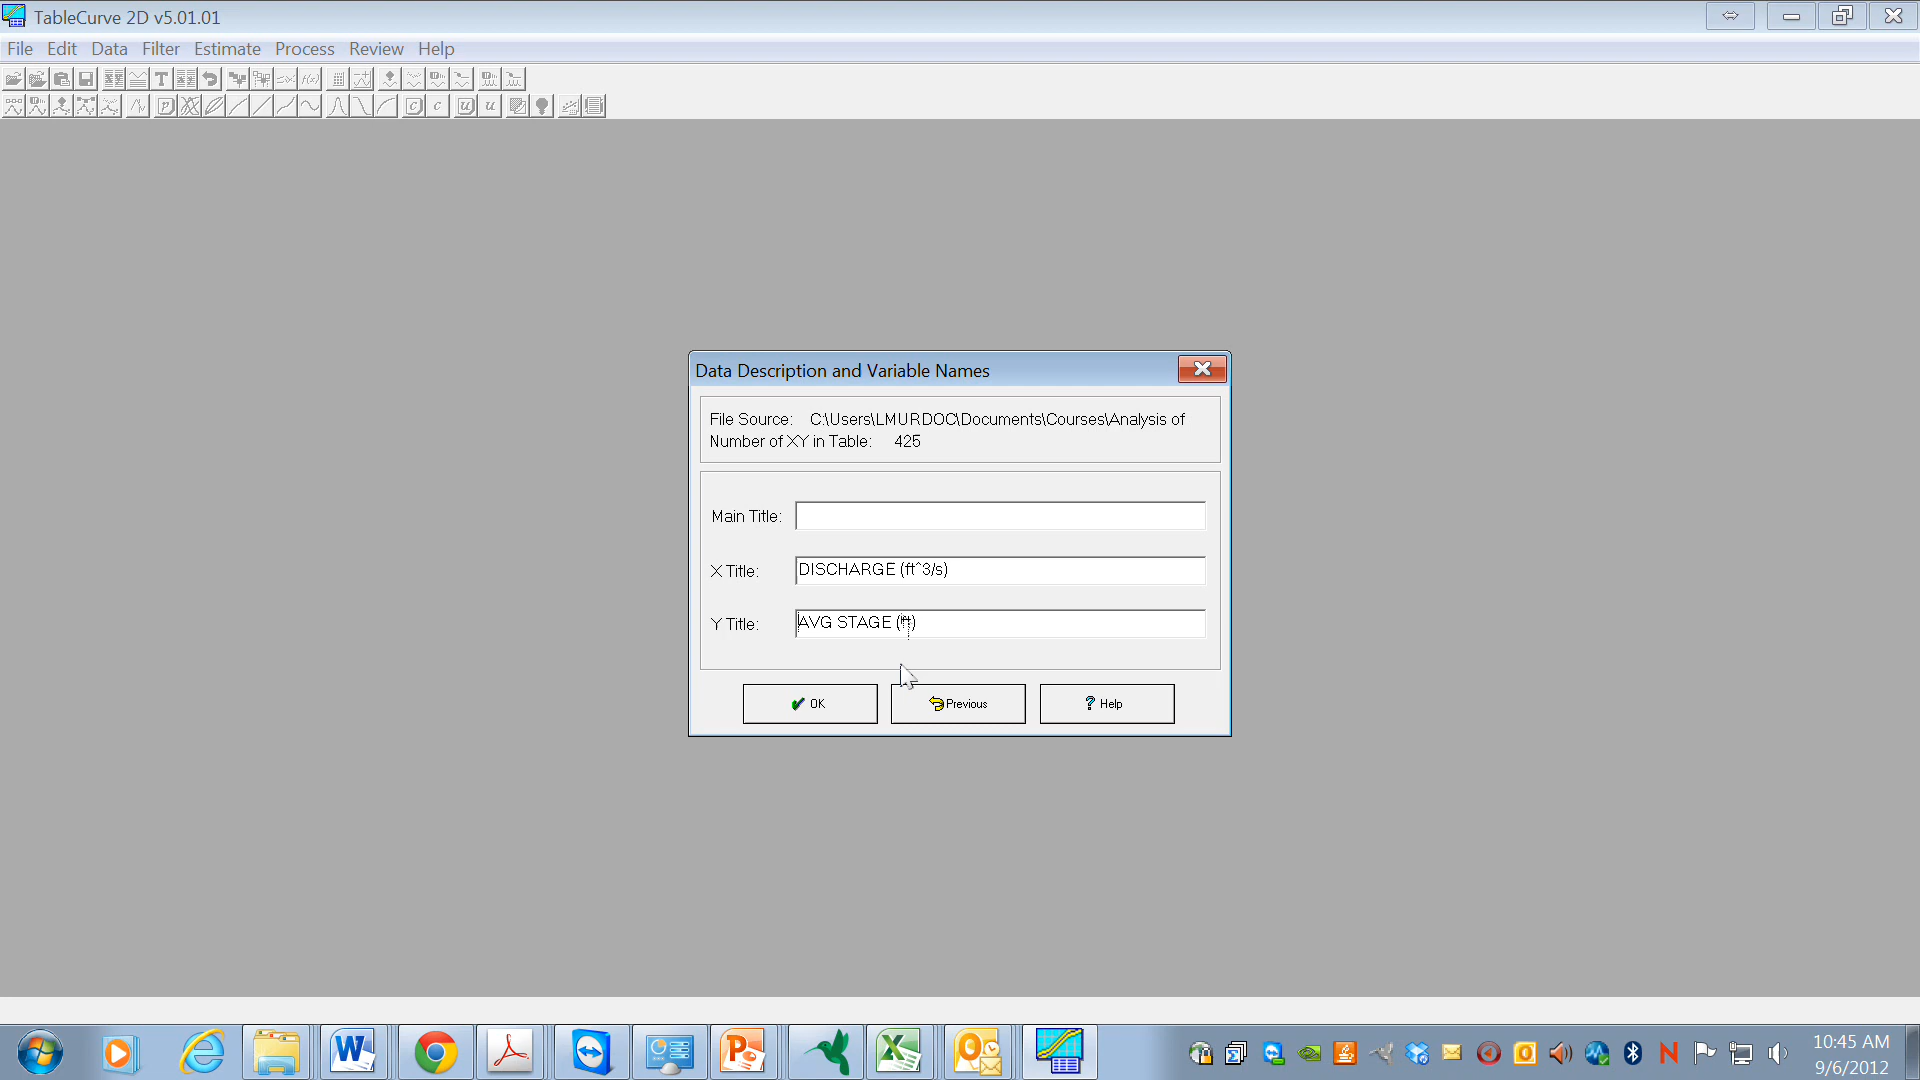 TableCurve 2D v5.01.01
File Edit Data Filter Estimate Process Review Help
Data Description and Variable Names
File Source: C:\Users\LMURDOC\Documents\Courses\Analysis of
Number of XY in Table: 425
Main Title:
X Title: DISCHARGE (ft^3/s)
Y Title: AVG STAGE (ft)
OK Previous Help
10:45 AM
9/6/2012